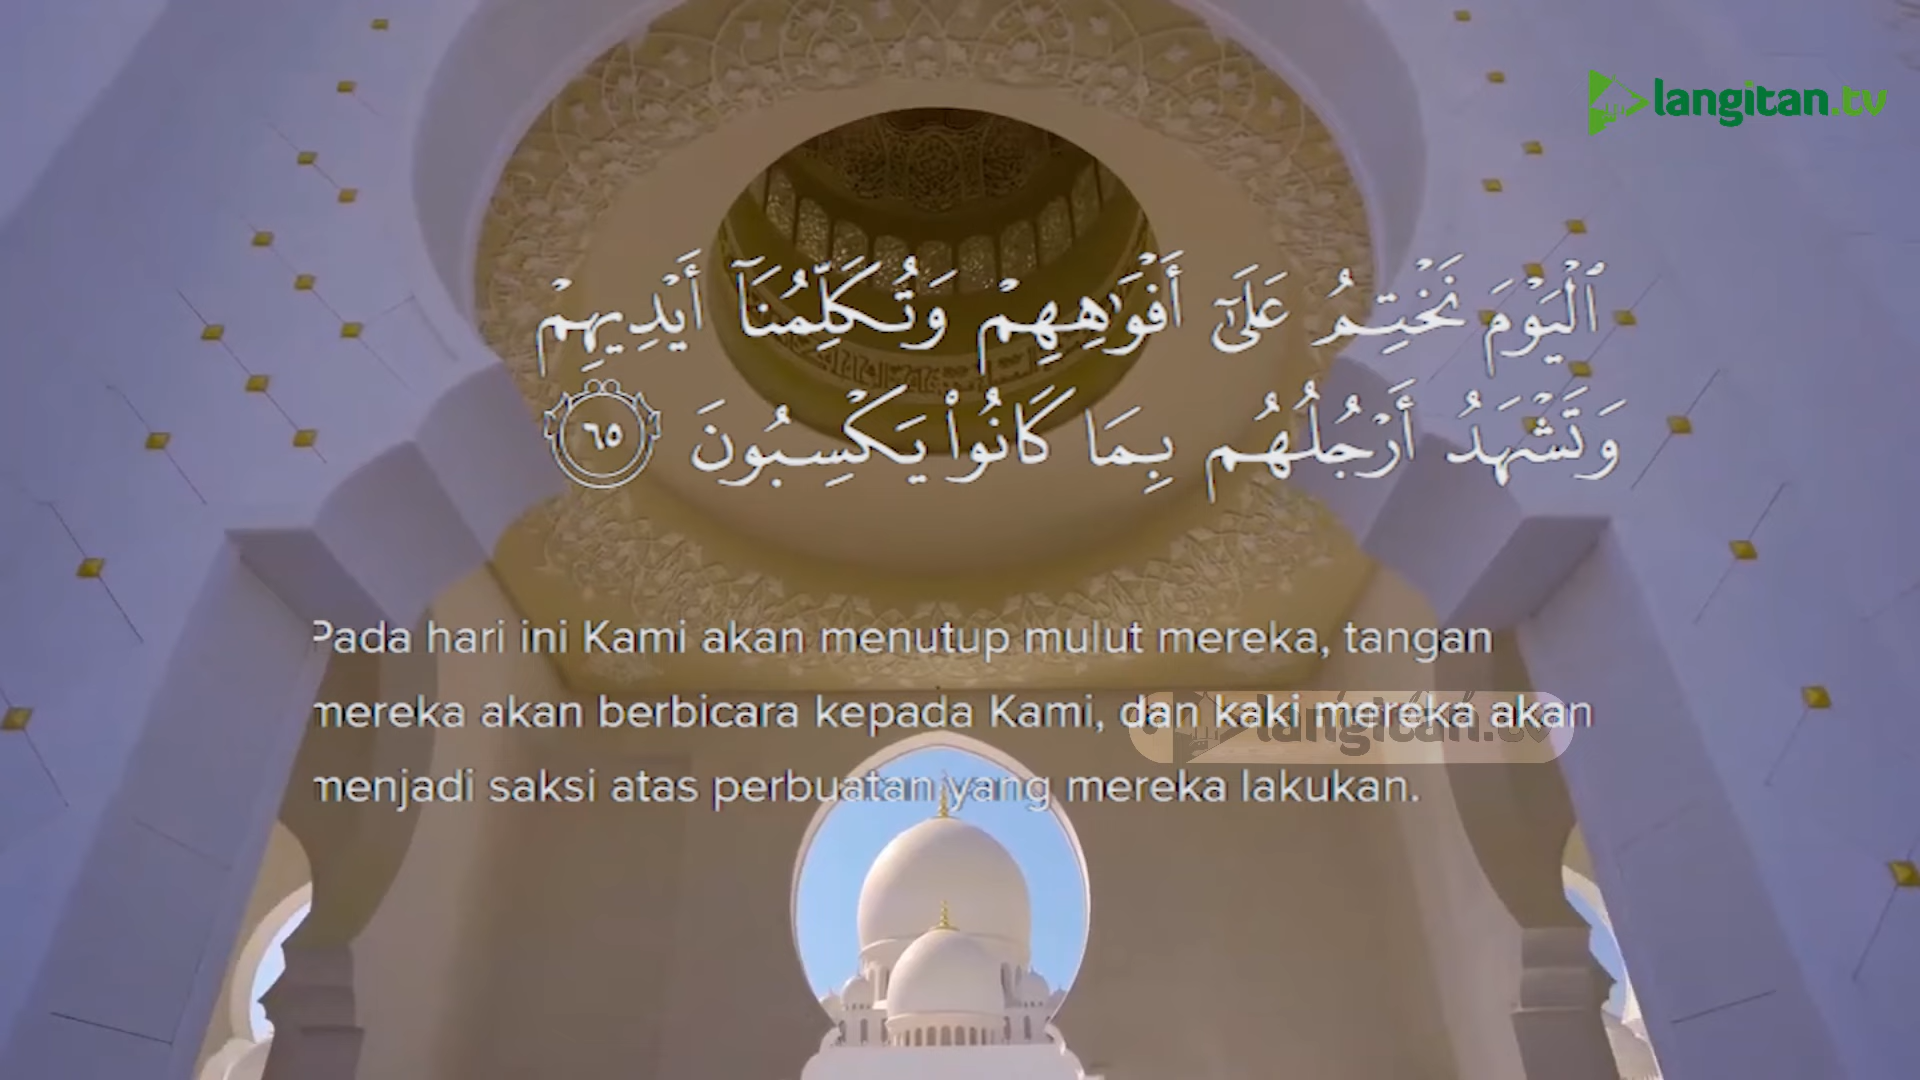 langitan.tv
ٱلْيَوْمَ نَخْتِمُ عَلَىٰٓ أَفْوَٰهِهِمْ وَتُكَلِّمُنَآ أَيْدِيهِمْ
وَتَشْهَدُ أَرْجُلُهُم بِمَا كَانُوا۟ يَكْسِبُونَ ٦٥
Pada hari ini Kami akan menutup mulut mereka, tangan
mereka akan berbicara kepada Kami, dan kaki mereka akan
langitan.tv
menjadi saksi atas perbuatan yang mereka lakukan.